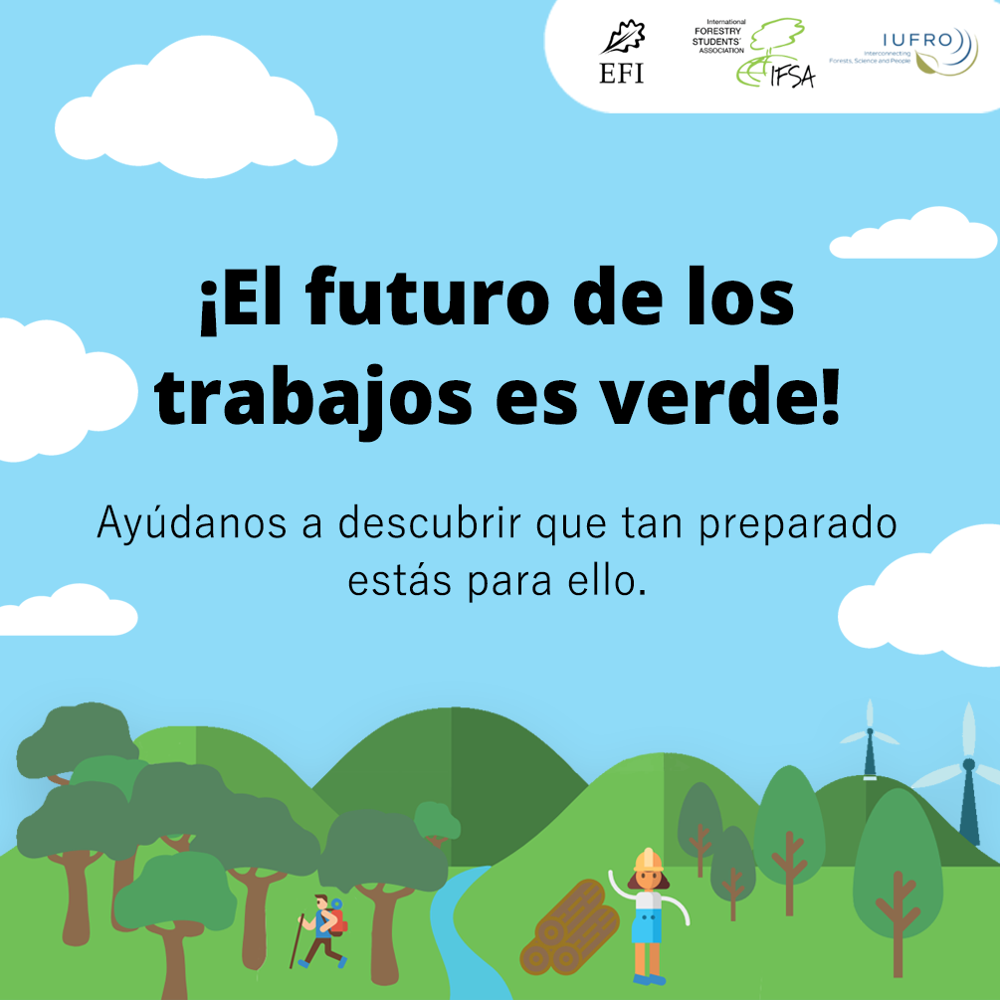 EFI
International
FORESTRY
STUDENTS'
ASSOCIATION
IFSA
IUFRO
Interconnecting
Forests, Science and People
¡El futuro de los
trabajos es verde!
Ayúdanos a descubrir que tan preparado
estás para ello.